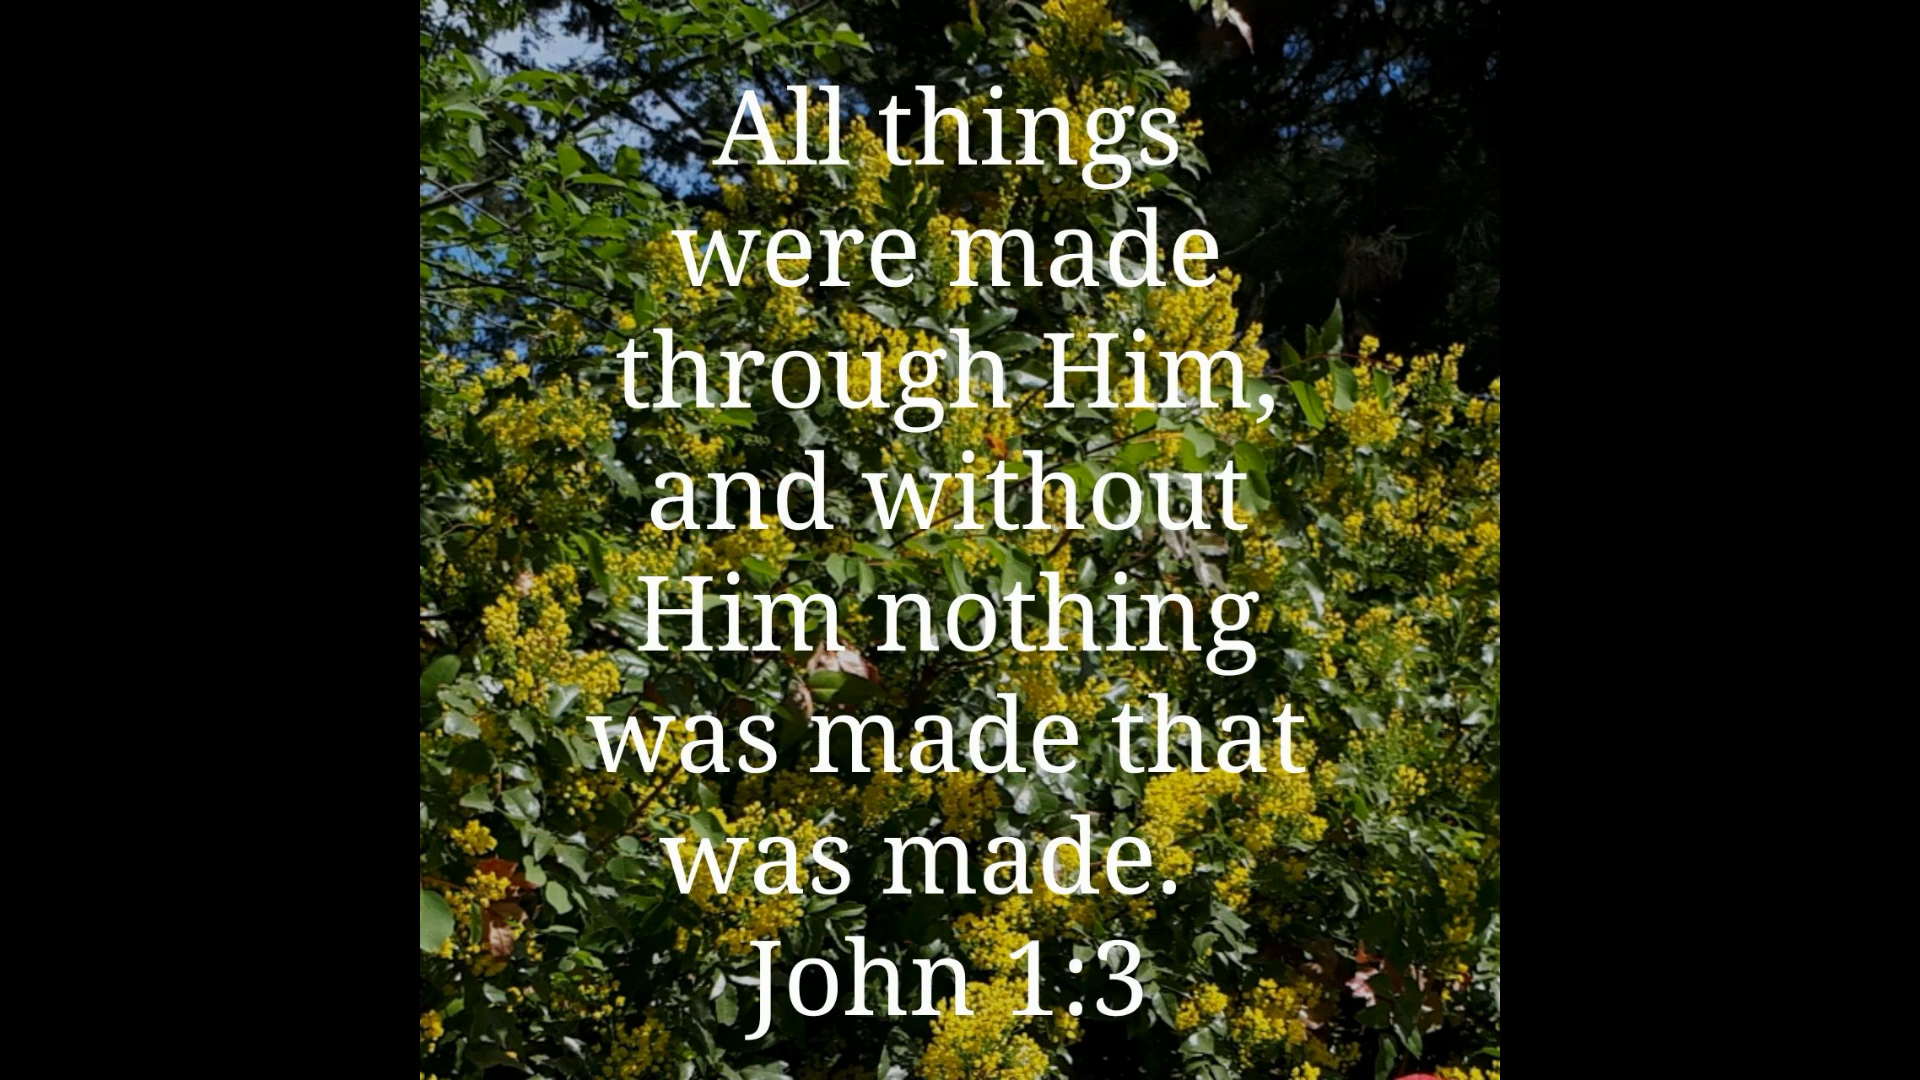 All things
were made
through Him,
and without
Him nothing
was made that
was made.
John 1:3